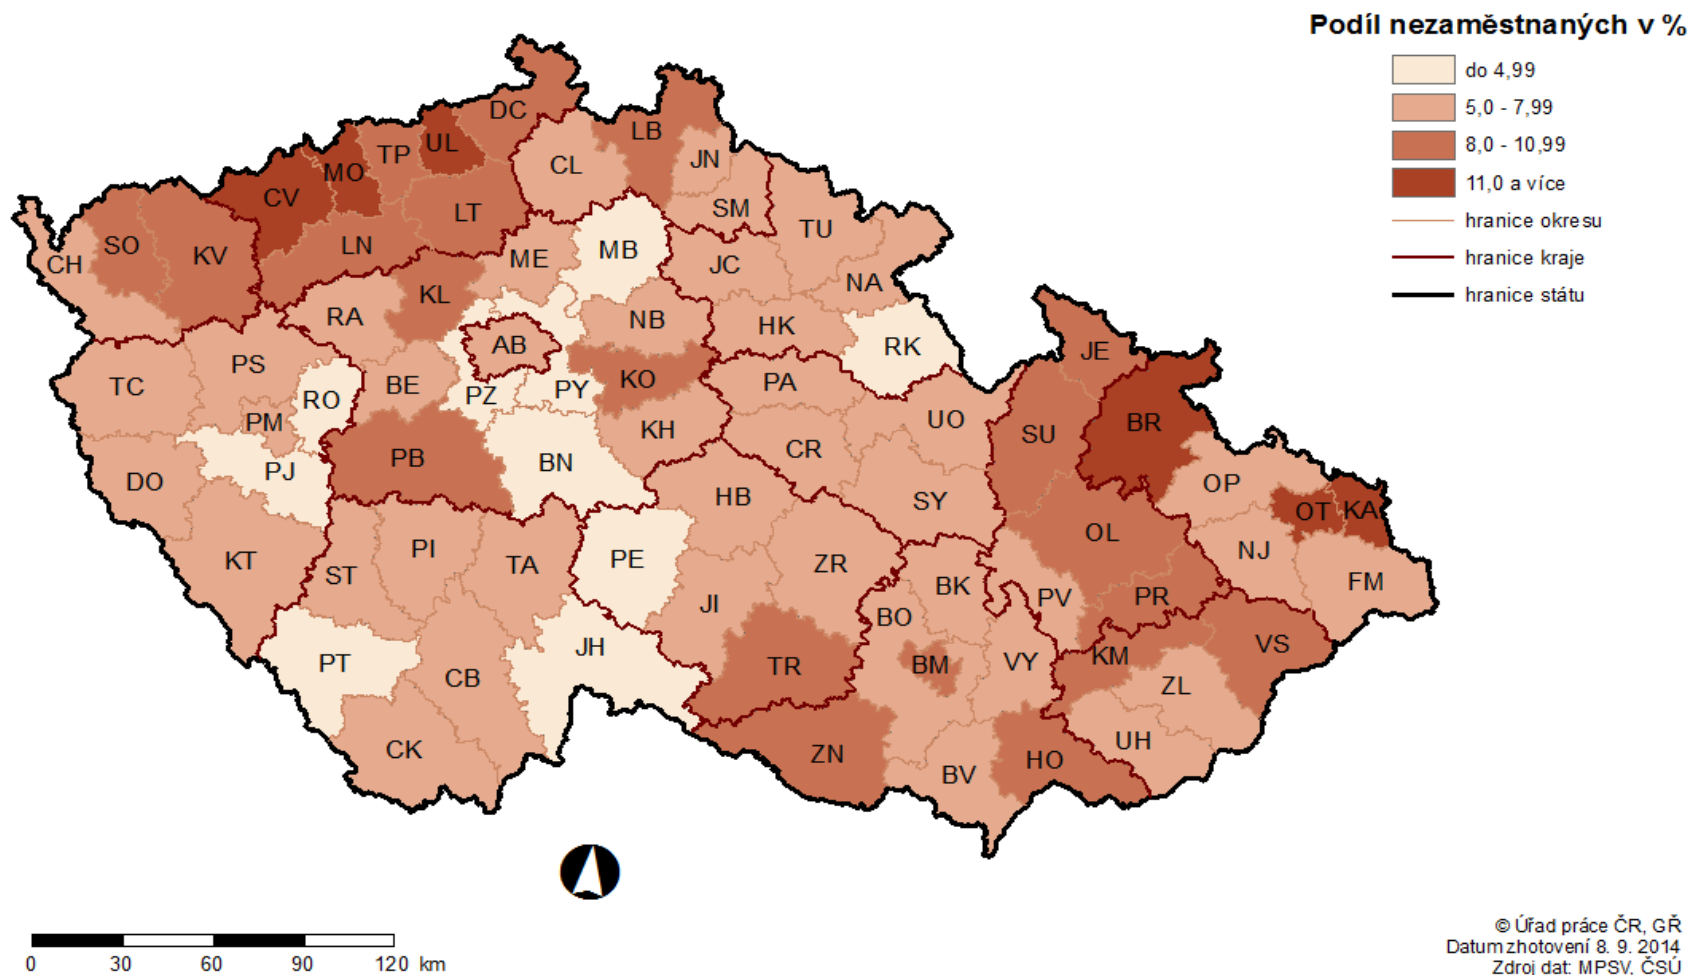 Podíl nezaměstnaných v %
do 4,99
5,0 - 7,99
8,0 - 10,99
11,0 a více
hranice okresu
hranice kraje
hranice státu
DC
LB
UL
TP
MO
CL
JN
CV
LT
SM
SO
KV
LN
CH
ME
MB
TU
JC
NA
KL
RA
NB
HK
AB
RK
PS
TC
RO
BE
PZ
PY
KO
PA
JE
PM
KH
UO
BR
SU
PJ
PB
BN
CR
DO
HB
SY
OP
OT
KA
KT
PI
ST
TA
PE
ZR
OL
NJ
FM
BK
JI
BO
PV
PR
PT
CB
JH
TR
BM
VY
KM
VS
ZL
CK
ZN
BV
HO
UH
0 30 60 90 120 km
© Úřad práce ČR, GŘ
Datum zhotovení 8. 9. 2014
Zdroj dat: MPSV, ČSÚ